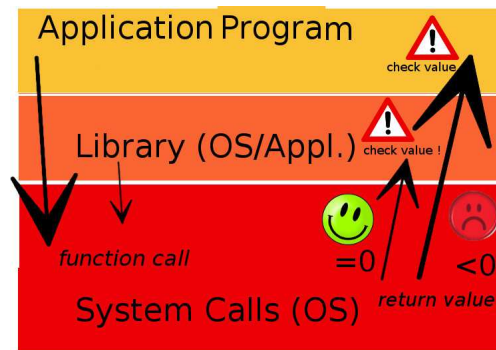 Application Program
check value
Library (OS/Appl.)
check value !
function call
=0
<0
System Calls (OS)
return value